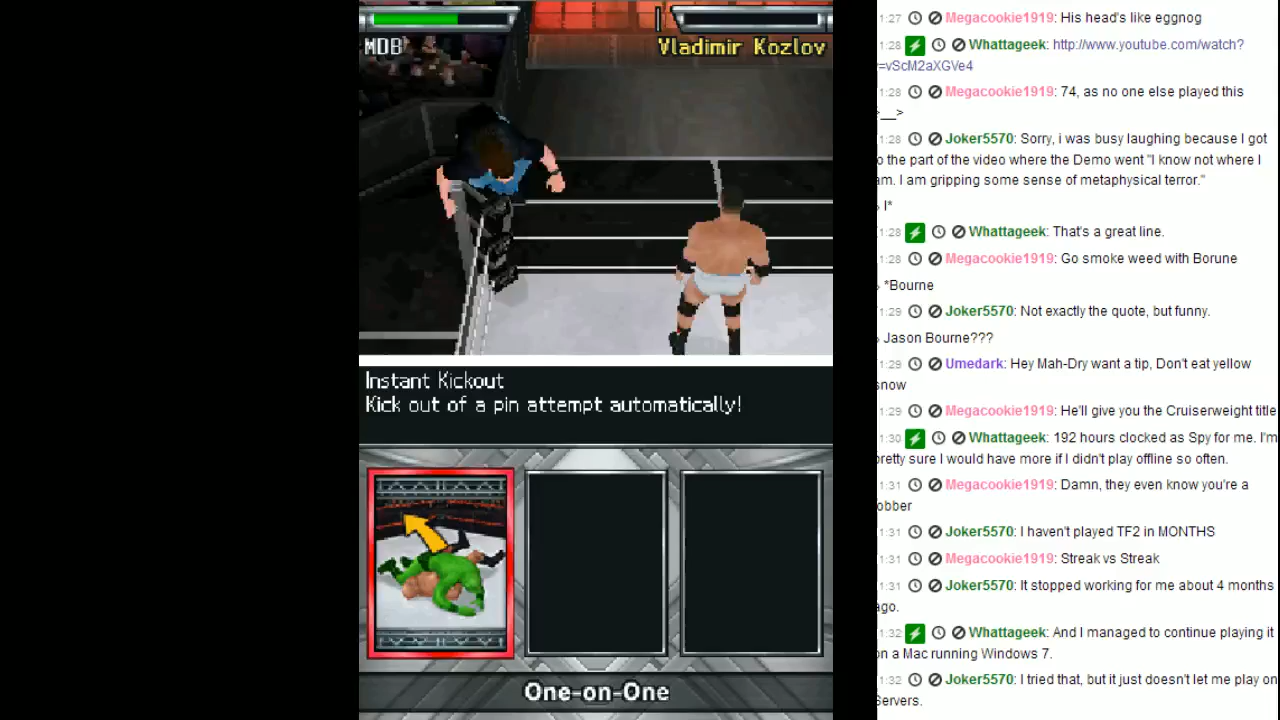 MDB
Vladimir Kozlov
Instant Kickout
Kick out of a pin attempt automatically!
One-on-One
1:27 Megacookie1919: His head's like eggnog
1:28 Whattageek: http://www.youtube.com/watch?
=vScM2aXGVe4
1:28 Megacookie1919: 74, as no one else played this
>__>
1:28 Joker5570: Sorry, i was busy laughing because I got
o the part of the video where the Demo went "I know not where I
am. I am gripping some sense of metaphysical terror."
I*
1:28 Whattageek: That's a great line.
1:28 Megacookie1919: Go smoke weed with Borune
*Bourne
1:29 Joker5570: Not exactly the quote, but funny.
Jason Bourne???
1:29 Umedark: Hey Mah-Dry want a tip, Don't eat yellow
snow
1:29 Megacookie1919: He'll give you the Cruiserweight title
1:30 Whattageek: 192 hours clocked as Spy for me. I'm
pretty sure I would have more if I didn't play offline so often.
1:31 Megacookie1919: Damn, they even know you're a
obber
1:31 Joker5570: I haven't played TF2 in MONTHS
1:31 Megacookie1919: Streak vs Streak
1:31 Joker5570: It stopped working for me about 4 months
ago.
1:32 Whattageek: And I managed to continue playing it
on a Mac running Windows 7.
1:32 Joker5570: I tried that, but it just doesn't let me play on
Servers.